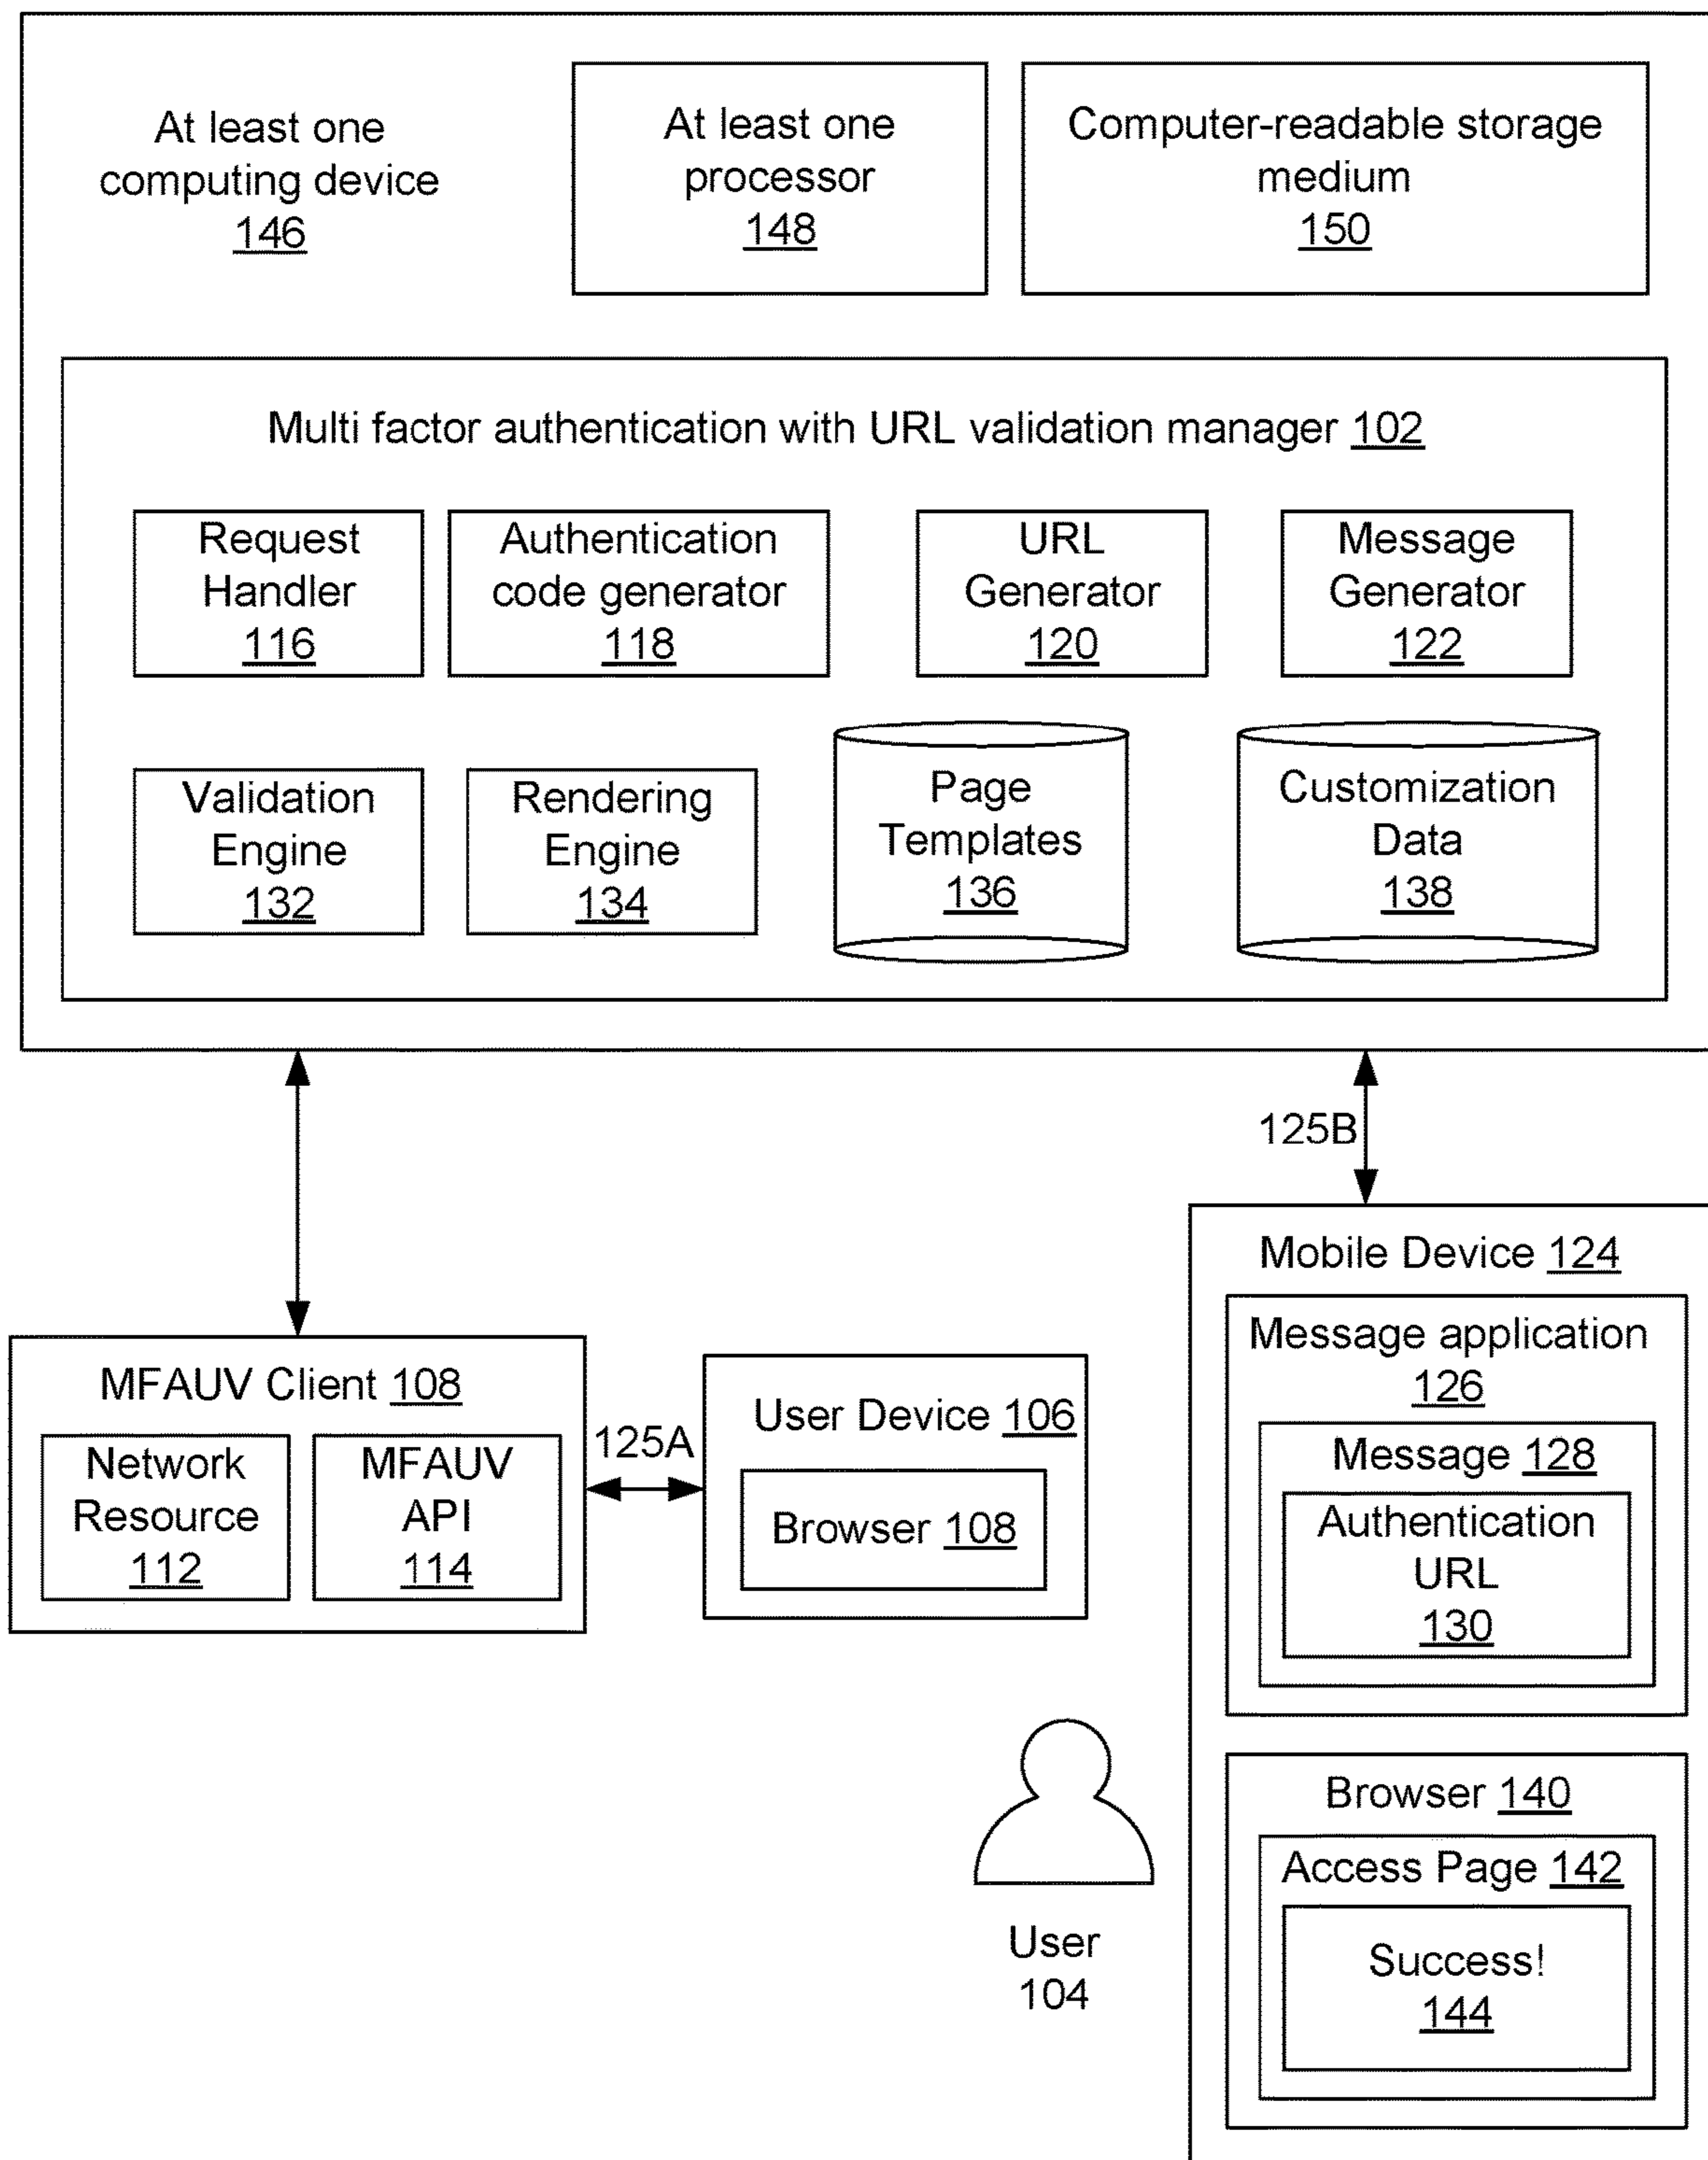 At least one
computing device
146
At least one
processor
148
Computer-readable storage
medium
150
Multi factor authentication with URL validation manager 102
Request
Handler
116
Authentication
code generator
118
URL
Generator
120
Message
Generator
122
Validation
Engine
132
Rendering
Engine
134
Page
Templates
136
Customization
Data
138
125B
MFAUV Client 108
Network
Resource
112
MFAUV
API
114
125A
User Device 106
Browser 108
Mobile Device 124
Message application
126
Message 128
Authentication
URL
130
User
104
Browser 140
Access Page 142
Success!
144